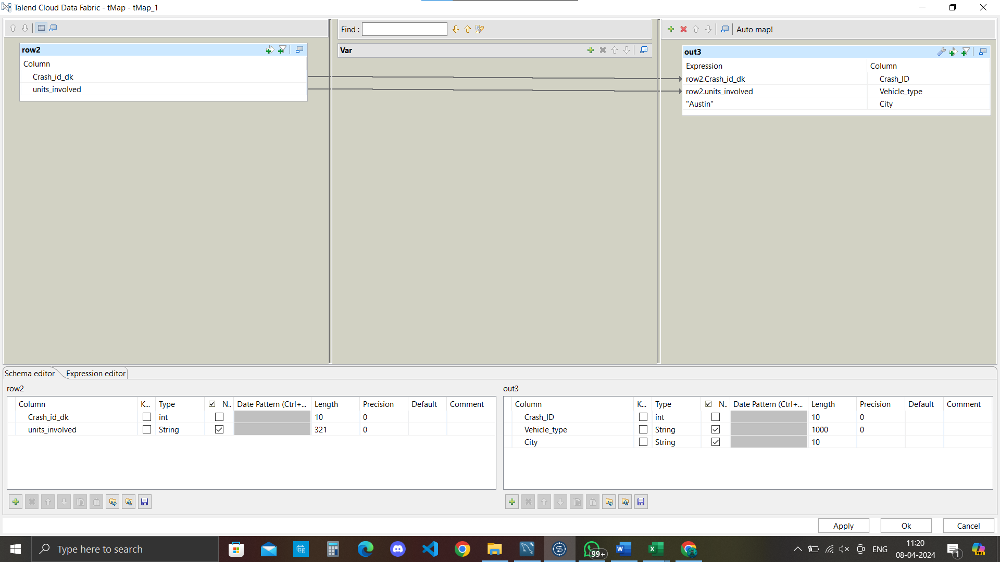 Talend Cloud Data Fabric - tMap - tMap_1
Find :
Auto map!
row2
Column
Crash_id_dk
units_involved
Var
out3
Expression Column
row2.Crash_id_dk Crash_ID
row2.units_involved Vehicle_type
"Austin" City
Schema editor Expression editor
row2
Column K... Type N.. Date Pattern (Ctrl+... Length Precision Default Comment
Crash_id_dk int 10 0
units_involved String 321 0
out3
Column K... Type N.. Date Pattern (Ctrl+... Length Precision Default Comment
Crash_ID int 10 0
Vehicle_type String 1000 0
City String 10
Apply Ok Cancel
Type here to search
99+
ENG
11:20
08-04-2024
1
PRE